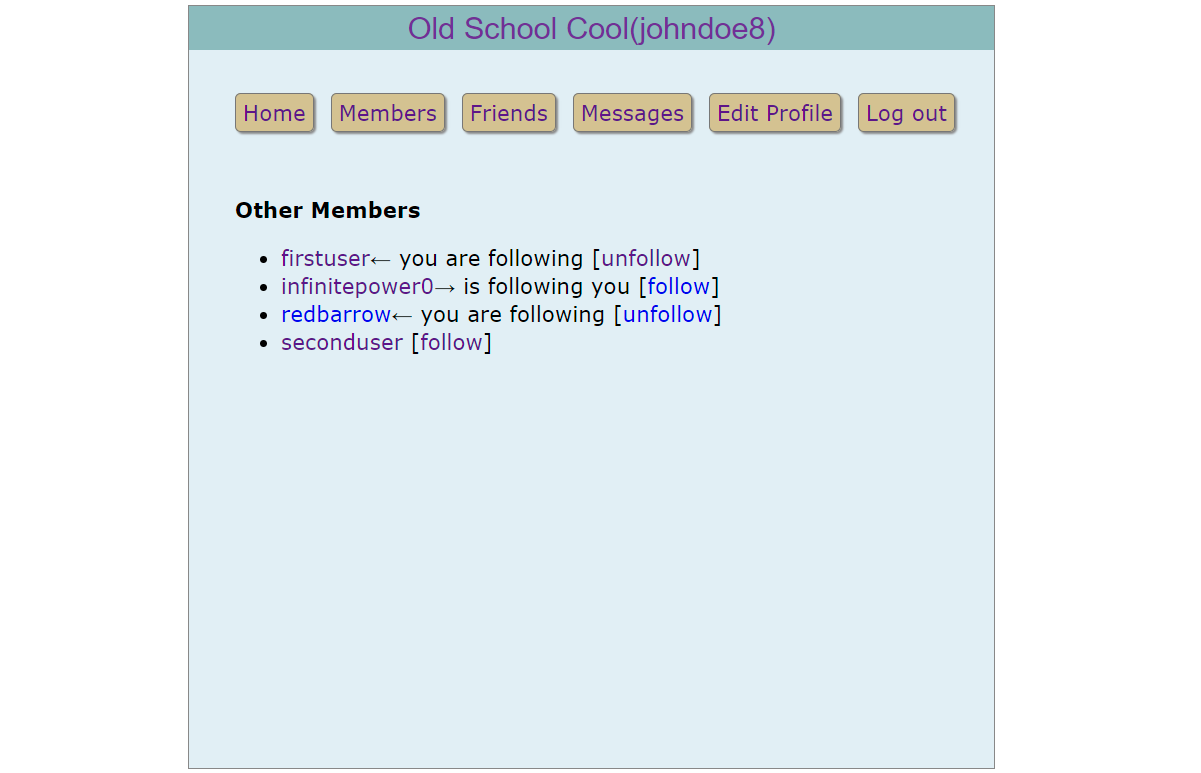 Old School Cool(johndoe8)
Home Members Friends Messages Edit Profile Log out
Other Members
• firstuser← you are following [unfollow]
• infinitepower0→ is following you [follow]
• redbarrow← you are following [unfollow]
• seconduser [follow]